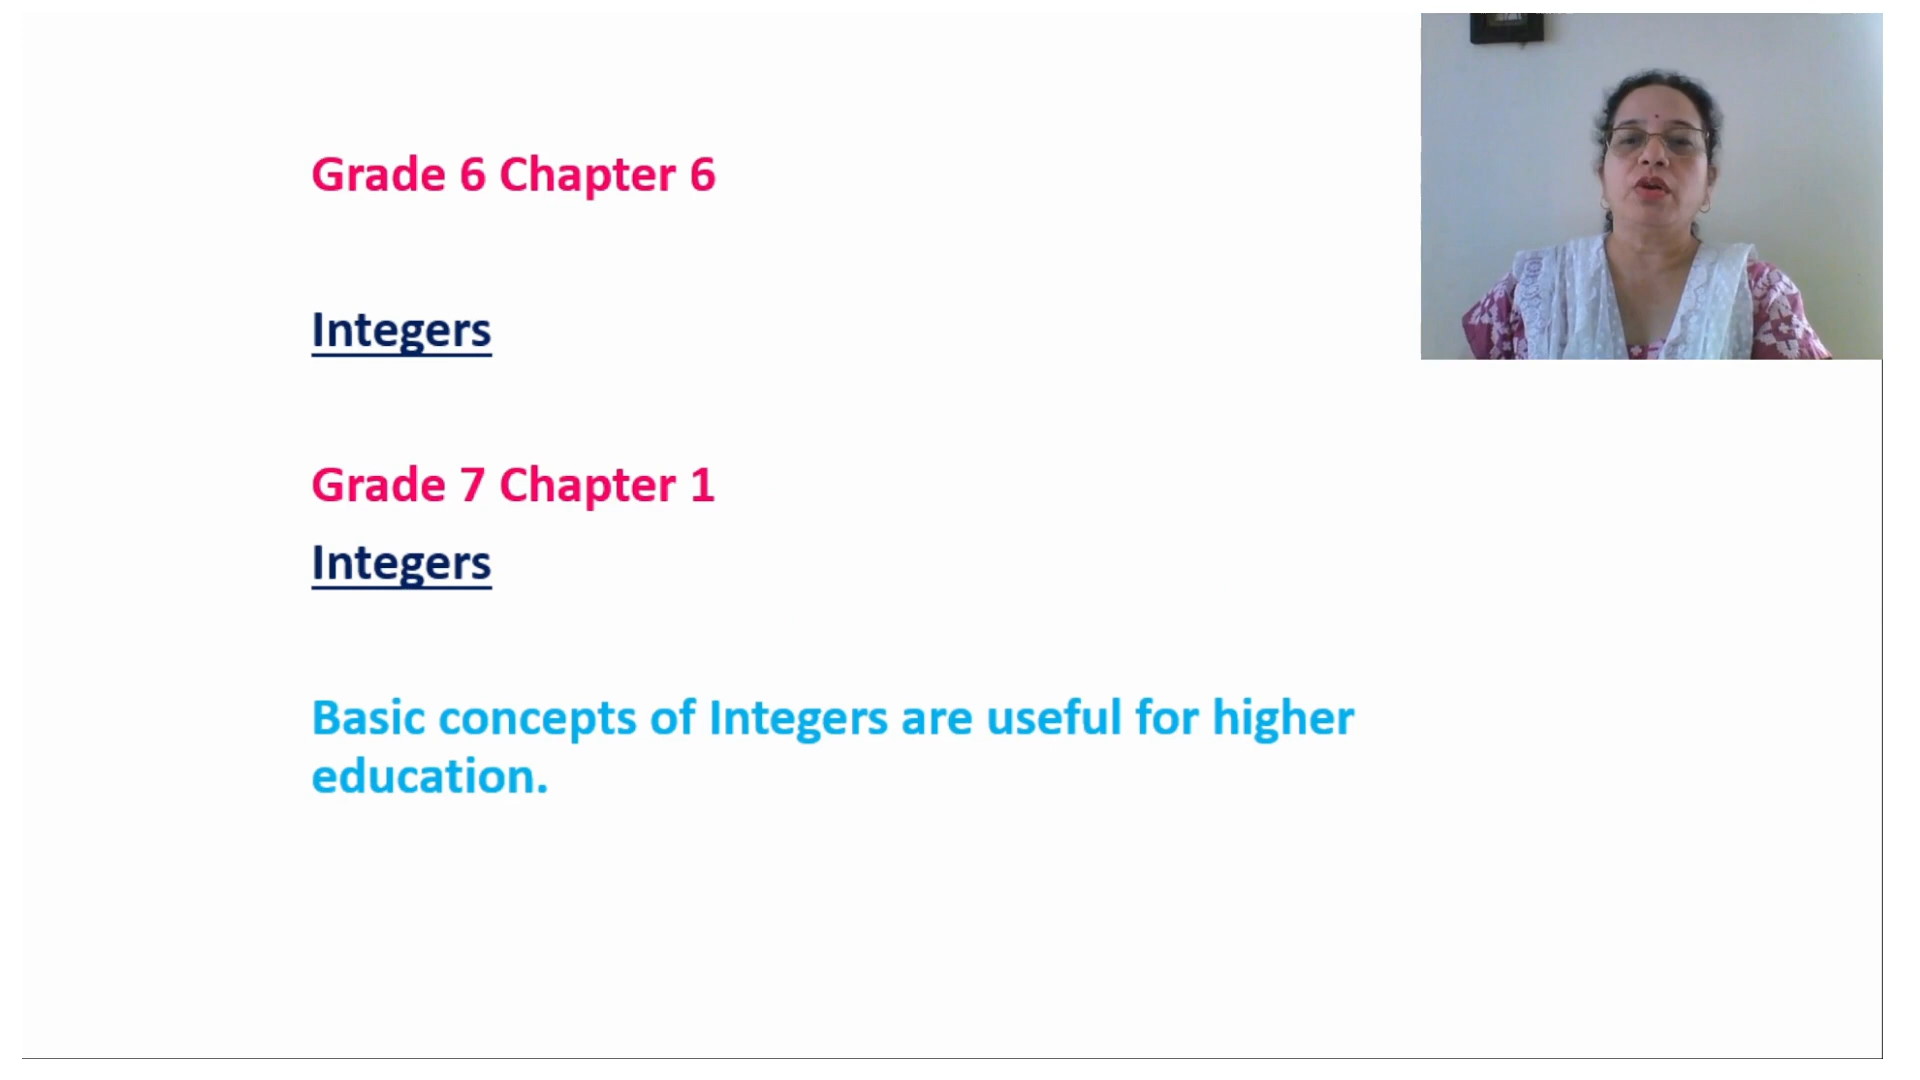 Grade 6 Chapter 6
Integers
Grade 7 Chapter 1
Integers
Basic concepts of Integers are useful for higher
education.